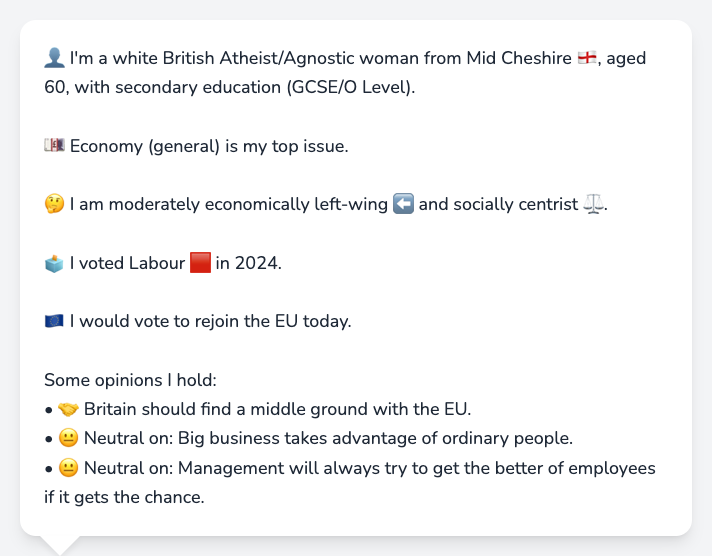 👤 I'm a white British Atheist/Agnostic woman from Mid Cheshire 🏴󠁧󠁢󠁥󠁮󠁧󠁿, aged
60, with secondary education (GCSE/O Level).
💷 Economy (general) is my top issue.
🤔 I am moderately economically left-wing ⬅️ and socially centrist ⚖️.
🗳️ I voted Labour 🟥 in 2024.
🇪🇺 I would vote to rejoin the EU today.
Some opinions I hold:
• 🤝 Britain should find a middle ground with the EU.
• 😐 Neutral on: Big business takes advantage of ordinary people.
• 😐 Neutral on: Management will always try to get the better of employees
if it gets the chance.